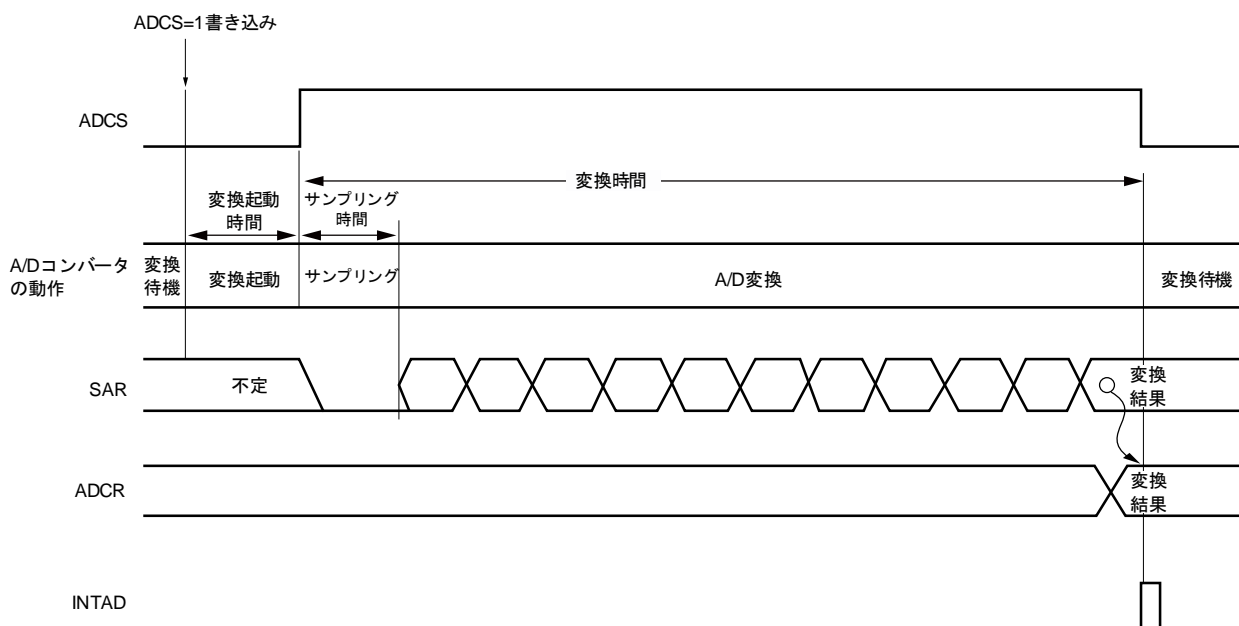 ADCS=1書き込み
ADCS
変換時間
変換起動
時間
サンプリング
時間
A/Dコンバータ
の動作
変換
待機
変換起動
サンプリング
A/D変換
変換待機
SAR
不定
変換
結果
ADCR
変換
結果
INTAD